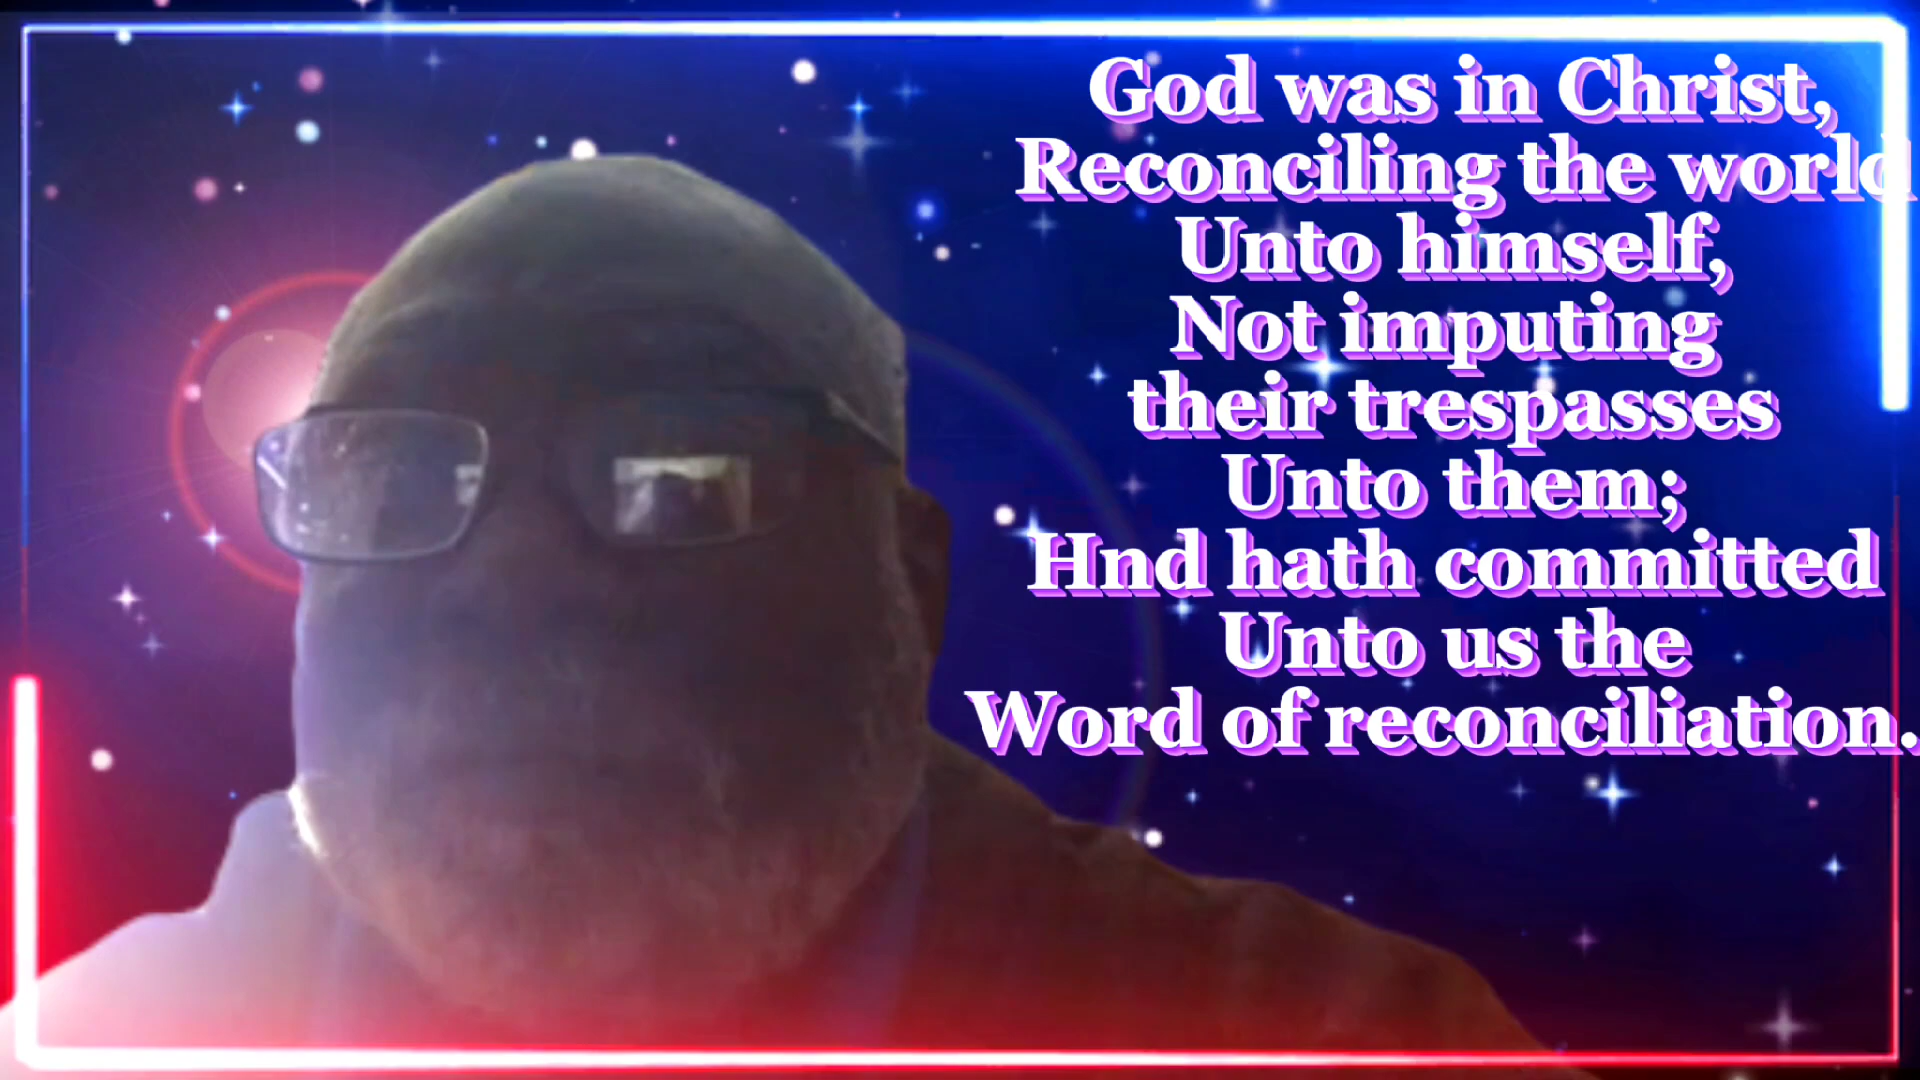 God was in Christ,
Reconciling the world
Unto himself,
Not imputing
their trespasses
Unto them;
Hnd hath committed
Unto us the
Word of reconciliation.